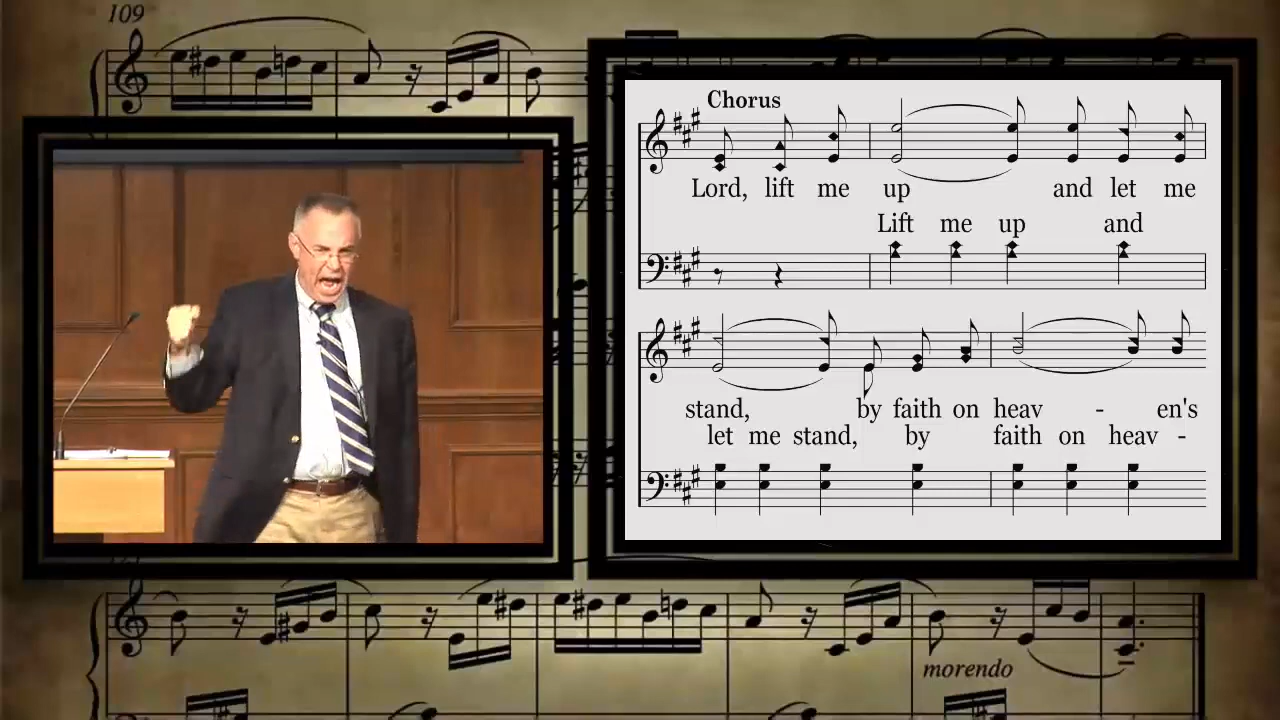 109
Chorus
Lord, lift me up and let me
Lift me up and
stand, by faith on heav - en's
let me stand, by faith on heav -
morendo